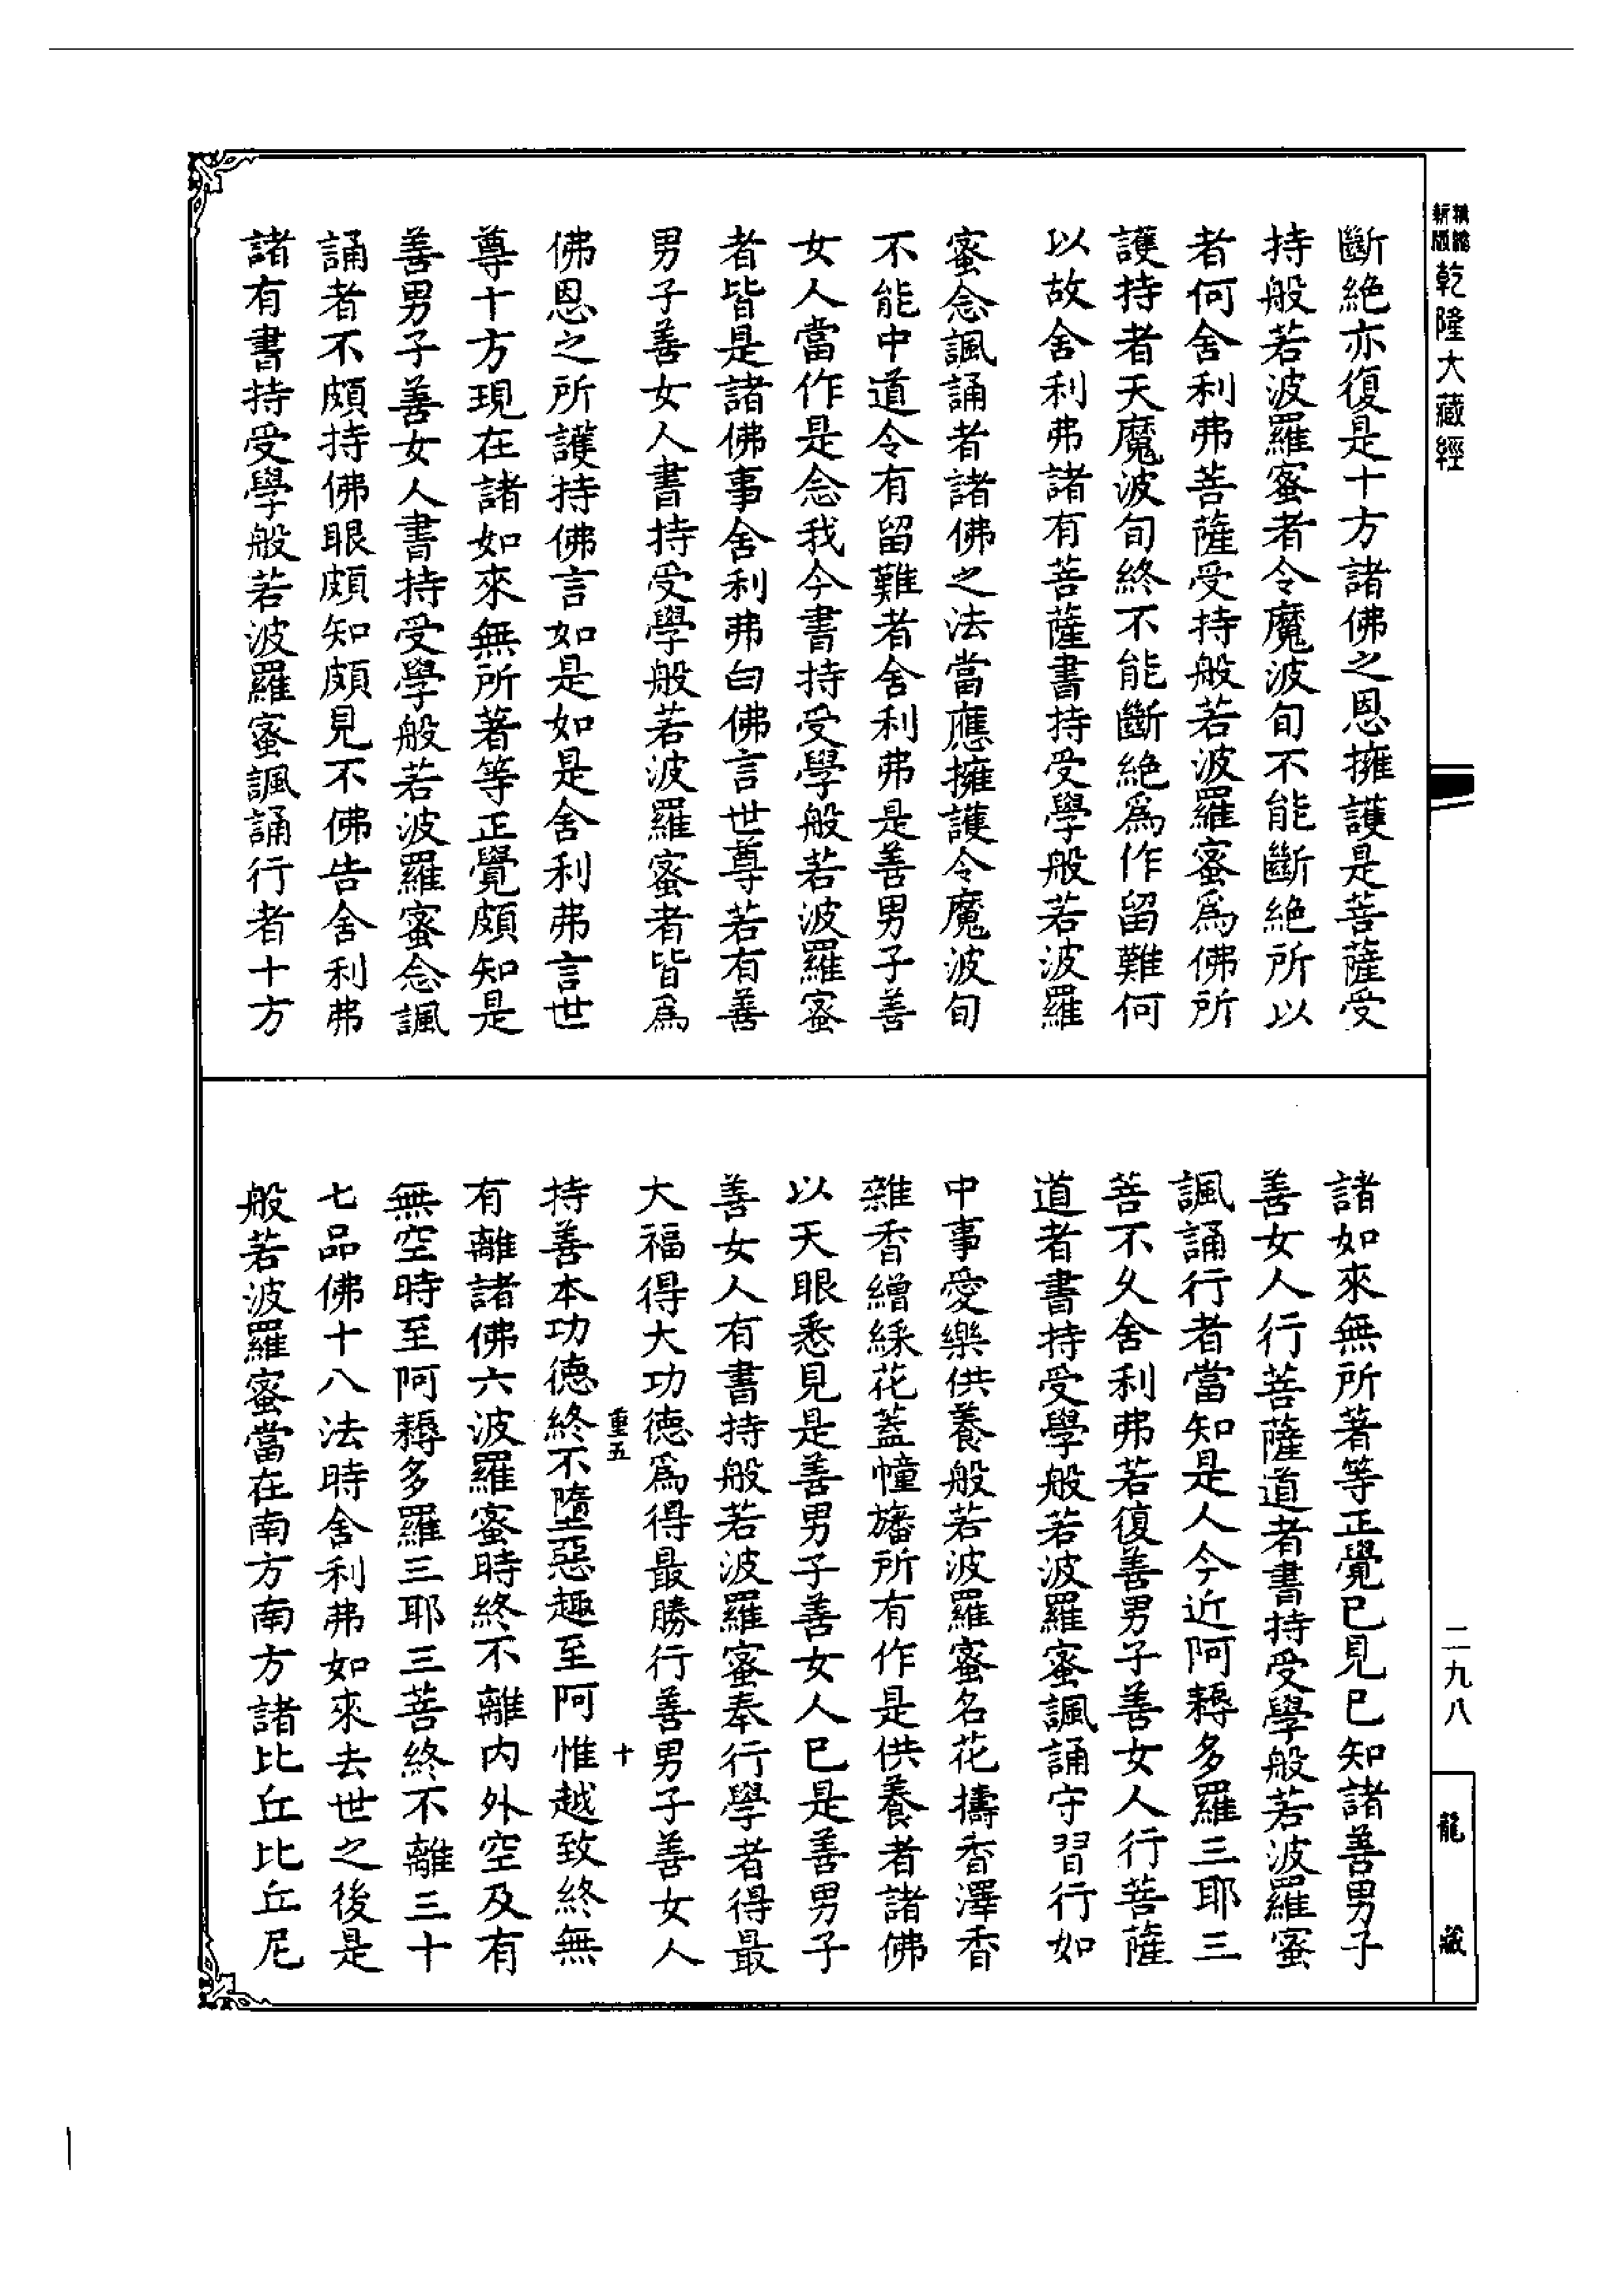 新版
精縮
乾隆大藏經
斷絶亦復是十方諸佛之恩擁護是菩薩受
持般若波羅蜜者令魔波旬不能斷絶所以
者何舍利弗菩薩受持般若波羅蜜爲佛所
護持者天魔波旬終不能斷絶爲作留難何
以故舍利弗諸有菩薩書持受學般若波羅
蜜念諷誦者諸佛之法當應擁護令魔波旬
不能中道令有留難者舍利弗是善男子善
女人當作是念我今書持受學般若波羅蜜
者皆是諸佛事舍利弗白佛言世尊若有善
男子善女人書持受學般若波羅蜜者皆爲
佛恩之所護持佛言如是如是舍利弗言世
尊十方現在諸如來無所著等正覺頗知是
善男子善女人書持受學般若波羅蜜念諷
誦者不頗持佛眼頗知頗見不佛告舍利弗
諸有書持受學般若波羅蜜諷誦行者十方
諸如來無所著等正覺已見已知諸善男子
善女人行菩薩道者書持受學般若波羅蜜
諷誦行者當知是人今近阿耨多羅三耶三
菩不久舍利弗若復善男子善女人行菩薩
道者書持受學般若波羅蜜諷誦守習行如
中事愛樂供養般若波羅蜜名花擣香澤香
雜香繒綵花蓋幢旛所有作是供養者諸佛
以天眼悉見是善男子善女人已是善男子
善女人有書持般若波羅蜜奉行學者得最
大福得大功德爲得最勝行善男子善女人
重五
十
持善本功德終不墮惡趣至阿惟越致終無
有離諸佛六波羅蜜時終不離内外空及有
無空時至阿耨多羅三耶三菩終不離三十
七品佛十八法時舍利弗如來去世之後是
般若波羅蜜當在南方南方諸比丘比丘尼
二九八
龍藏